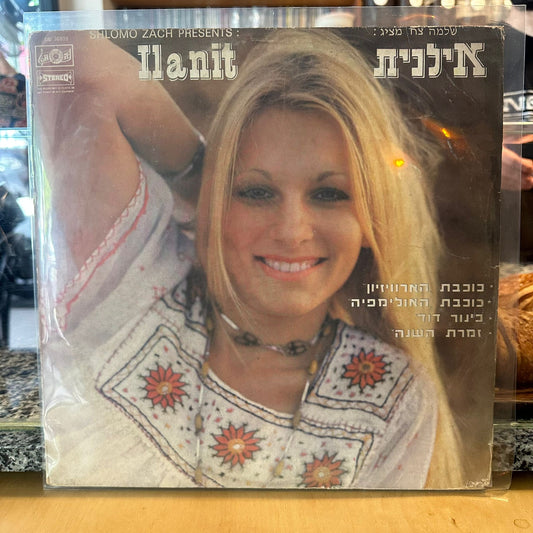 SHLOMO ZACH PRESENTS :
שלמה צח מציג :
Ilanit
אילנית
STEREO
כוכבת הארוויזיון
כוכבת האולימפיה
כינור דוד
זמרת השנה